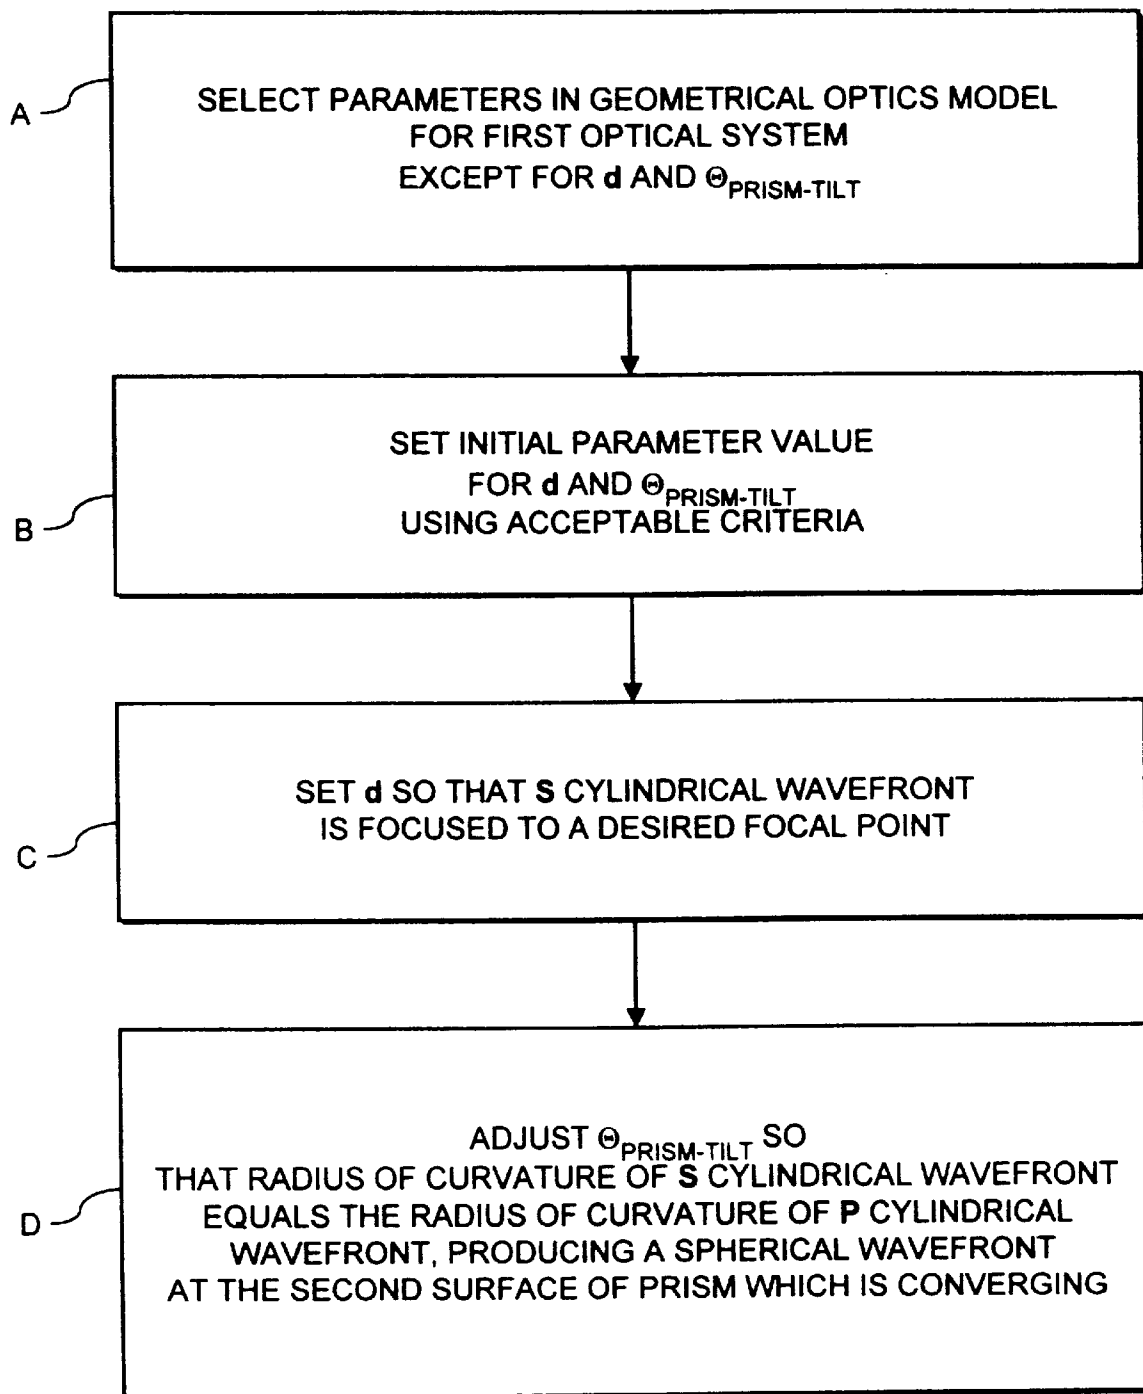 A
SELECT PARAMETERS IN GEOMETRICAL OPTICS MODEL
FOR FIRST OPTICAL SYSTEM
EXCEPT FOR d AND ΘPRISM-TILT
B
SET INITIAL PARAMETER VALUE
FOR d AND ΘPRISM-TILT
USING ACCEPTABLE CRITERIA
C
SET d SO THAT S CYLINDRICAL WAVEFRONT
IS FOCUSED TO A DESIRED FOCAL POINT
D
ADJUST ΘPRISM-TILT SO
THAT RADIUS OF CURVATURE OF S CYLINDRICAL WAVEFRONT
EQUALS THE RADIUS OF CURVATURE OF P CYLINDRICAL
WAVEFRONT, PRODUCING A SPHERICAL WAVEFRONT
AT THE SECOND SURFACE OF PRISM WHICH IS CONVERGING